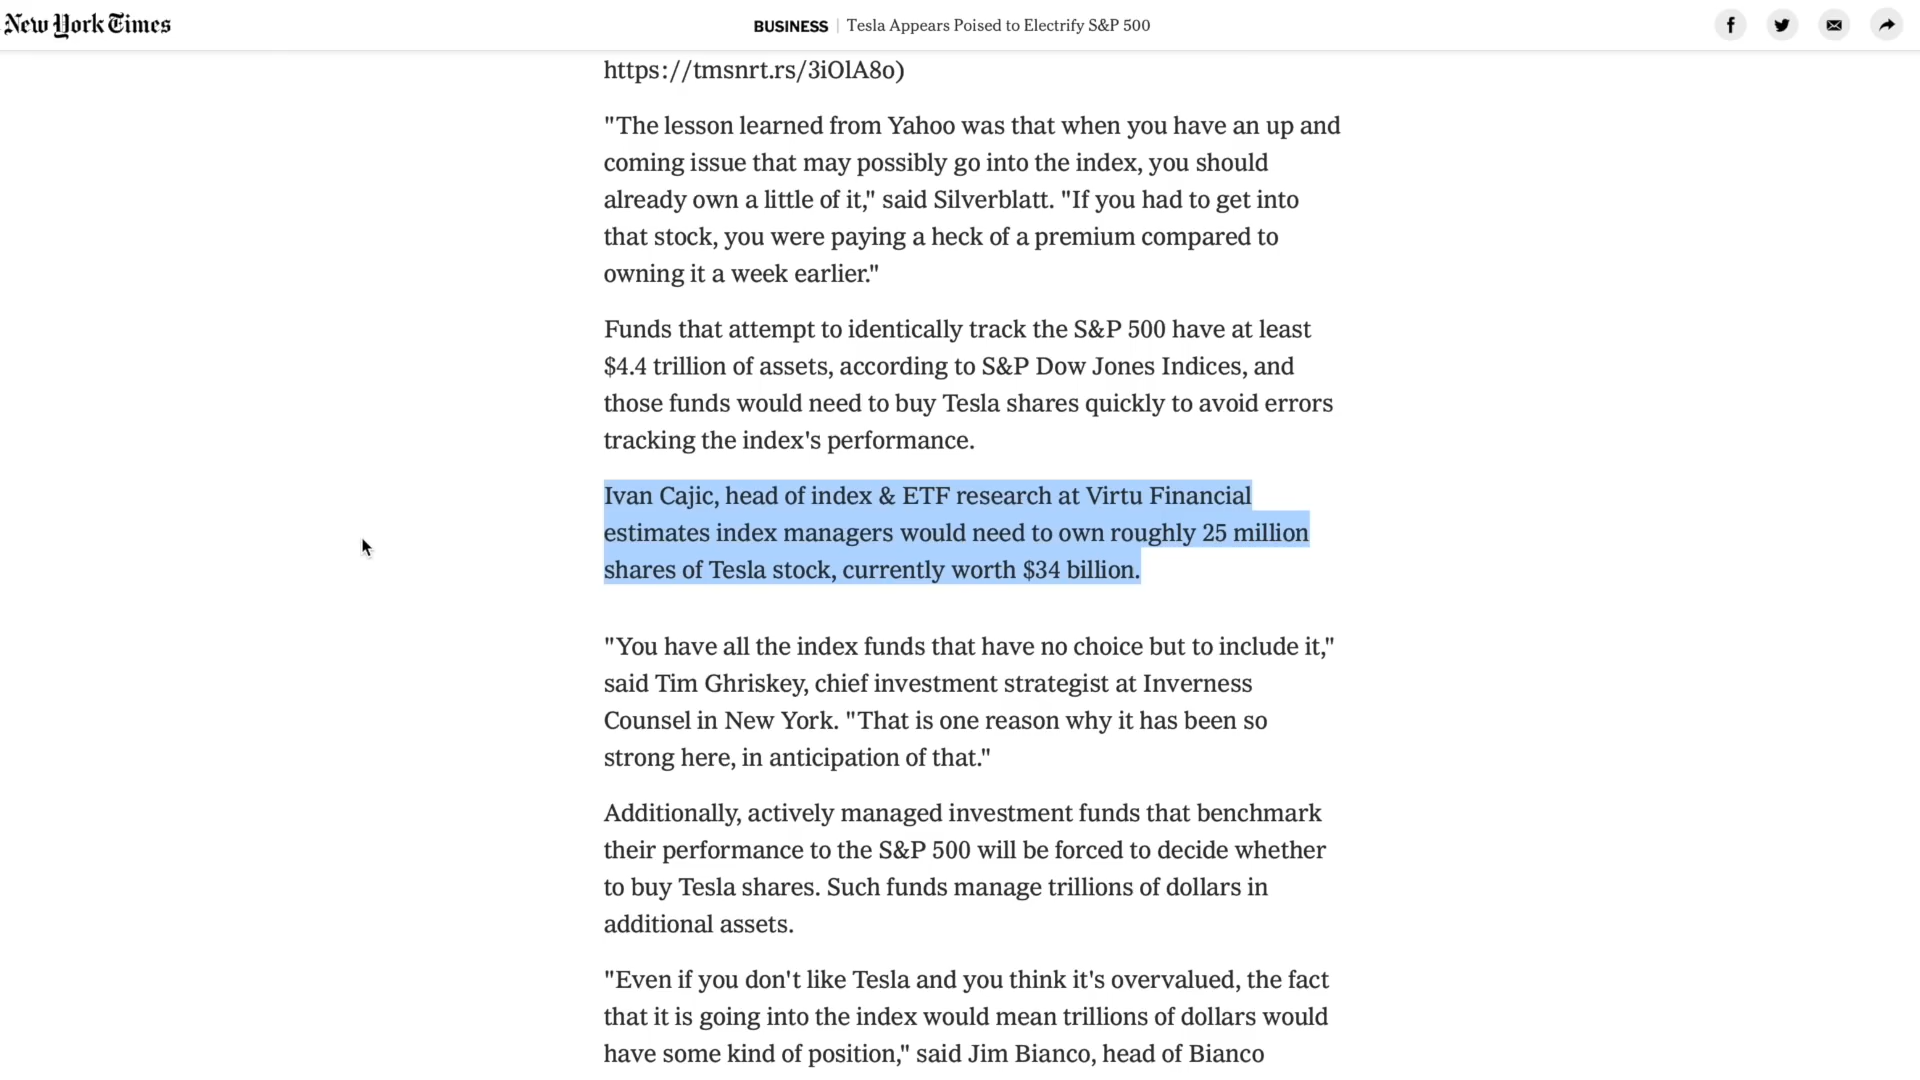 New York Times
BUSINESS | Tesla Appears Poised to Electrify S&P 500
https://tmsnrt.rs/3iOlA8o)
"The lesson learned from Yahoo was that when you have an up and
coming issue that may possibly go into the index, you should
already own a little of it," said Silverblatt. "If you had to get into
that stock, you were paying a heck of a premium compared to
owning it a week earlier."
Funds that attempt to identically track the S&P 500 have at least
$4.4 trillion of assets, according to S&P Dow Jones Indices, and
those funds would need to buy Tesla shares quickly to avoid errors
tracking the index's performance.
Ivan Cajic, head of index & ETF research at Virtu Financial
estimates index managers would need to own roughly 25 million
shares of Tesla stock, currently worth $34 billion.
"You have all the index funds that have no choice but to include it,"
said Tim Ghriskey, chief investment strategist at Inverness
Counsel in New York. "That is one reason why it has been so
strong here, in anticipation of that."
Additionally, actively managed investment funds that benchmark
their performance to the S&P 500 will be forced to decide whether
to buy Tesla shares. Such funds manage trillions of dollars in
additional assets.
"Even if you don't like Tesla and you think it's overvalued, the fact
that it is going into the index would mean trillions of dollars would
have some kind of position," said Jim Bianco, head of Bianco